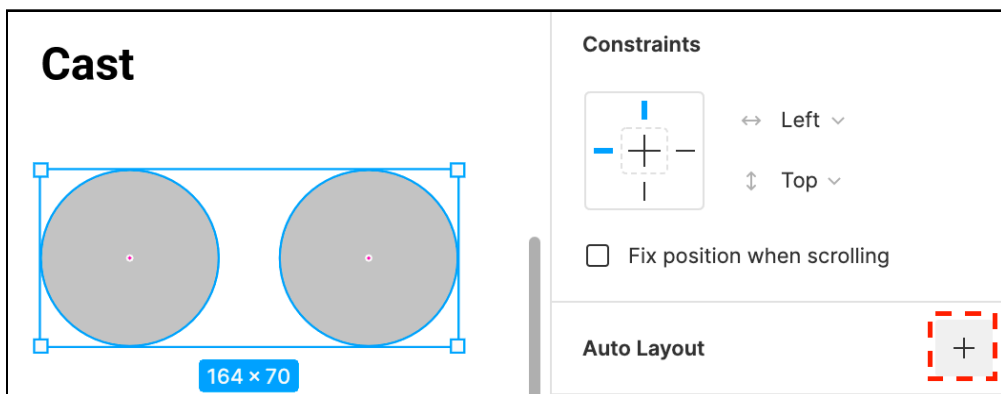 Cast
164 × 70
Constraints
Left
Top
Fix position when scrolling
Auto Layout